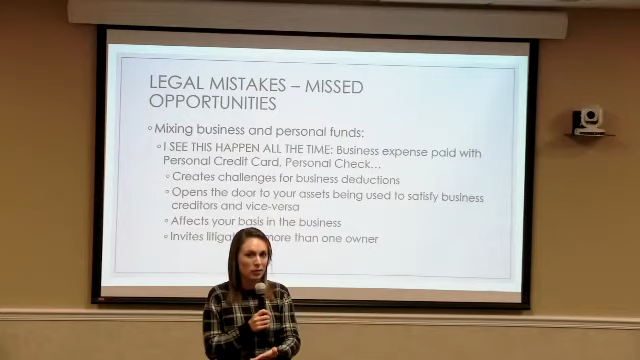 LEGAL MISTAKES – MISSED
OPPORTUNITIES
Mixing business and personal funds:
I SEE THIS HAPPEN ALL THE TIME: Business expense paid with
Personal Credit Card, Personal Check…
Creates challenges for business deductions
Opens the door to your assets being used to satisfy business
creditors and vice-versa
Affects your basis in the business
Invites more than one owner